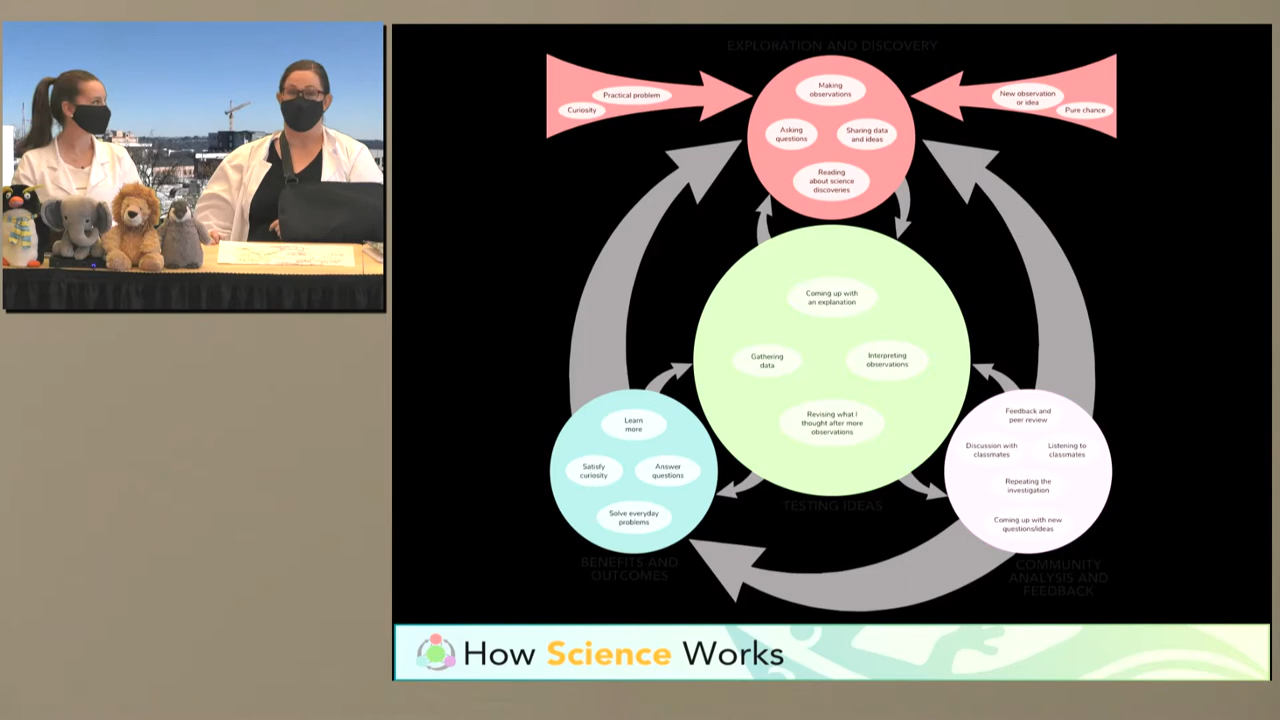 EXPLORATION AND DISCOVERY
Practical problem
Curiosity
New observation
or idea
Pure chance
Making
observations
Asking
questions
Sharing data
and ideas
Reading
about science
discoveries
Coming up with
an explanation
Gathering
data
Interpreting
observations
Revising what I
thought after more
observations
TESTING IDEAS
Learn
more
Satisfy
curiosity
Answer
questions
Solve everyday
problems
BENEFITS AND
OUTCOMES
Feedback and
peer review
Discussion with
classmates
Listening to
classmates
Repeating the
investigation
Coming up with new
questions/ideas
COMMUNITY
ANALYSIS AND
FEEDBACK
How Science Works